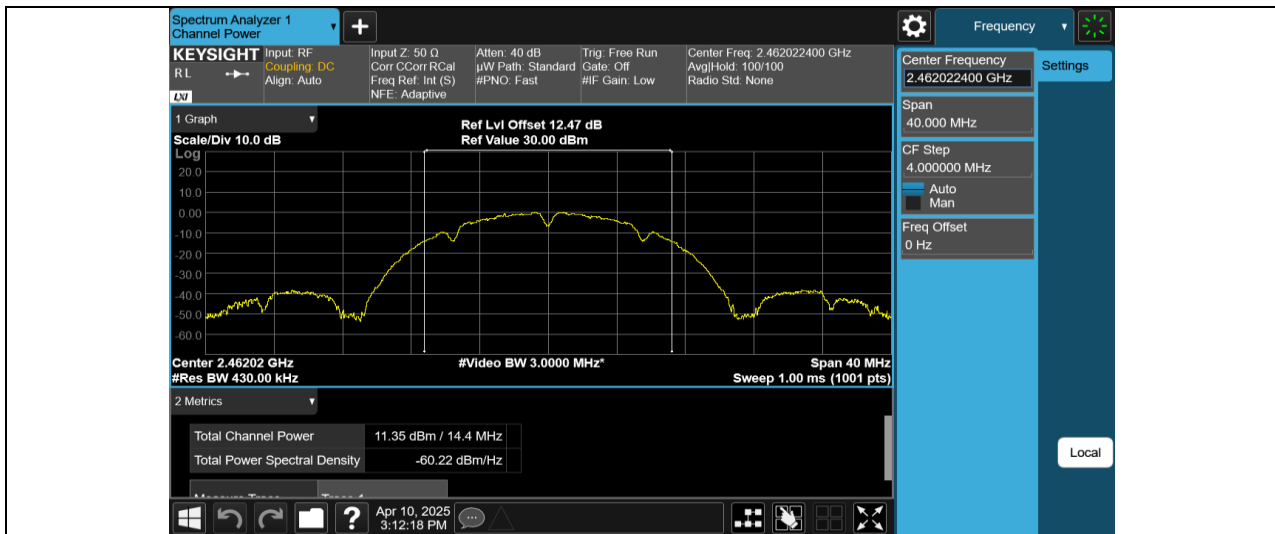 Spectrum Analyzer 1
Channel Power
Frequency
KEYSIGHT
R L
LXI
Input: RF
Coupling: DC
Align: Auto
Input Z: 50 Ω
Corr CCorr RCal
Freq Ref: Int (S)
NFE: Adaptive
Atten: 40 dB
µW Path: Standard
#PNO: Fast
Trig: Free Run
Gate: Off
#IF Gain: Low
Center Freq: 2.462022400 GHz
Avg|Hold: 100/100
Radio Std: None
Center Frequency
2.462022400 GHz
Settings
Span
40.000 MHz
CF Step
4.000000 MHz
Auto
Man
Freq Offset
0 Hz
Local
1 Graph
Scale/Div 10.0 dB
Ref Lvl Offset 12.47 dB
Ref Value 30.00 dBm
Log
20.0
10.0
0.00
-10.0
-20.0
-30.0
-40.0
-50.0
-60.0
Center 2.46202 GHz
#Video BW 3.0000 MHz*
Span 40 MHz
#Res BW 430.00 kHz
Sweep 1.00 ms (1001 pts)
2 Metrics
Total Channel Power 11.35 dBm / 14.4 MHz
Total Power Spectral Density -60.22 dBm/Hz
?
Apr 10, 2025
3:12:18 PM